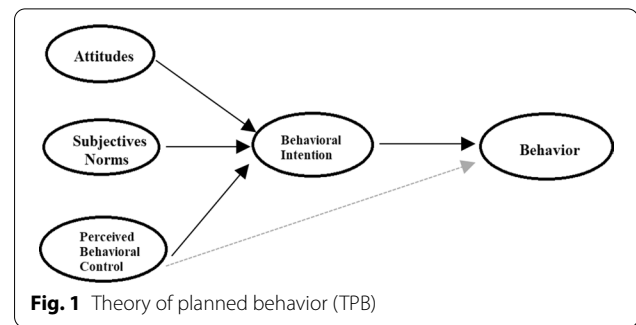 Attitudes
Subjectives
Norms
Perceived
Behavioral
Control
Behavioral
Intention
Behavior
Fig. 1 Theory of planned behavior (TPB)